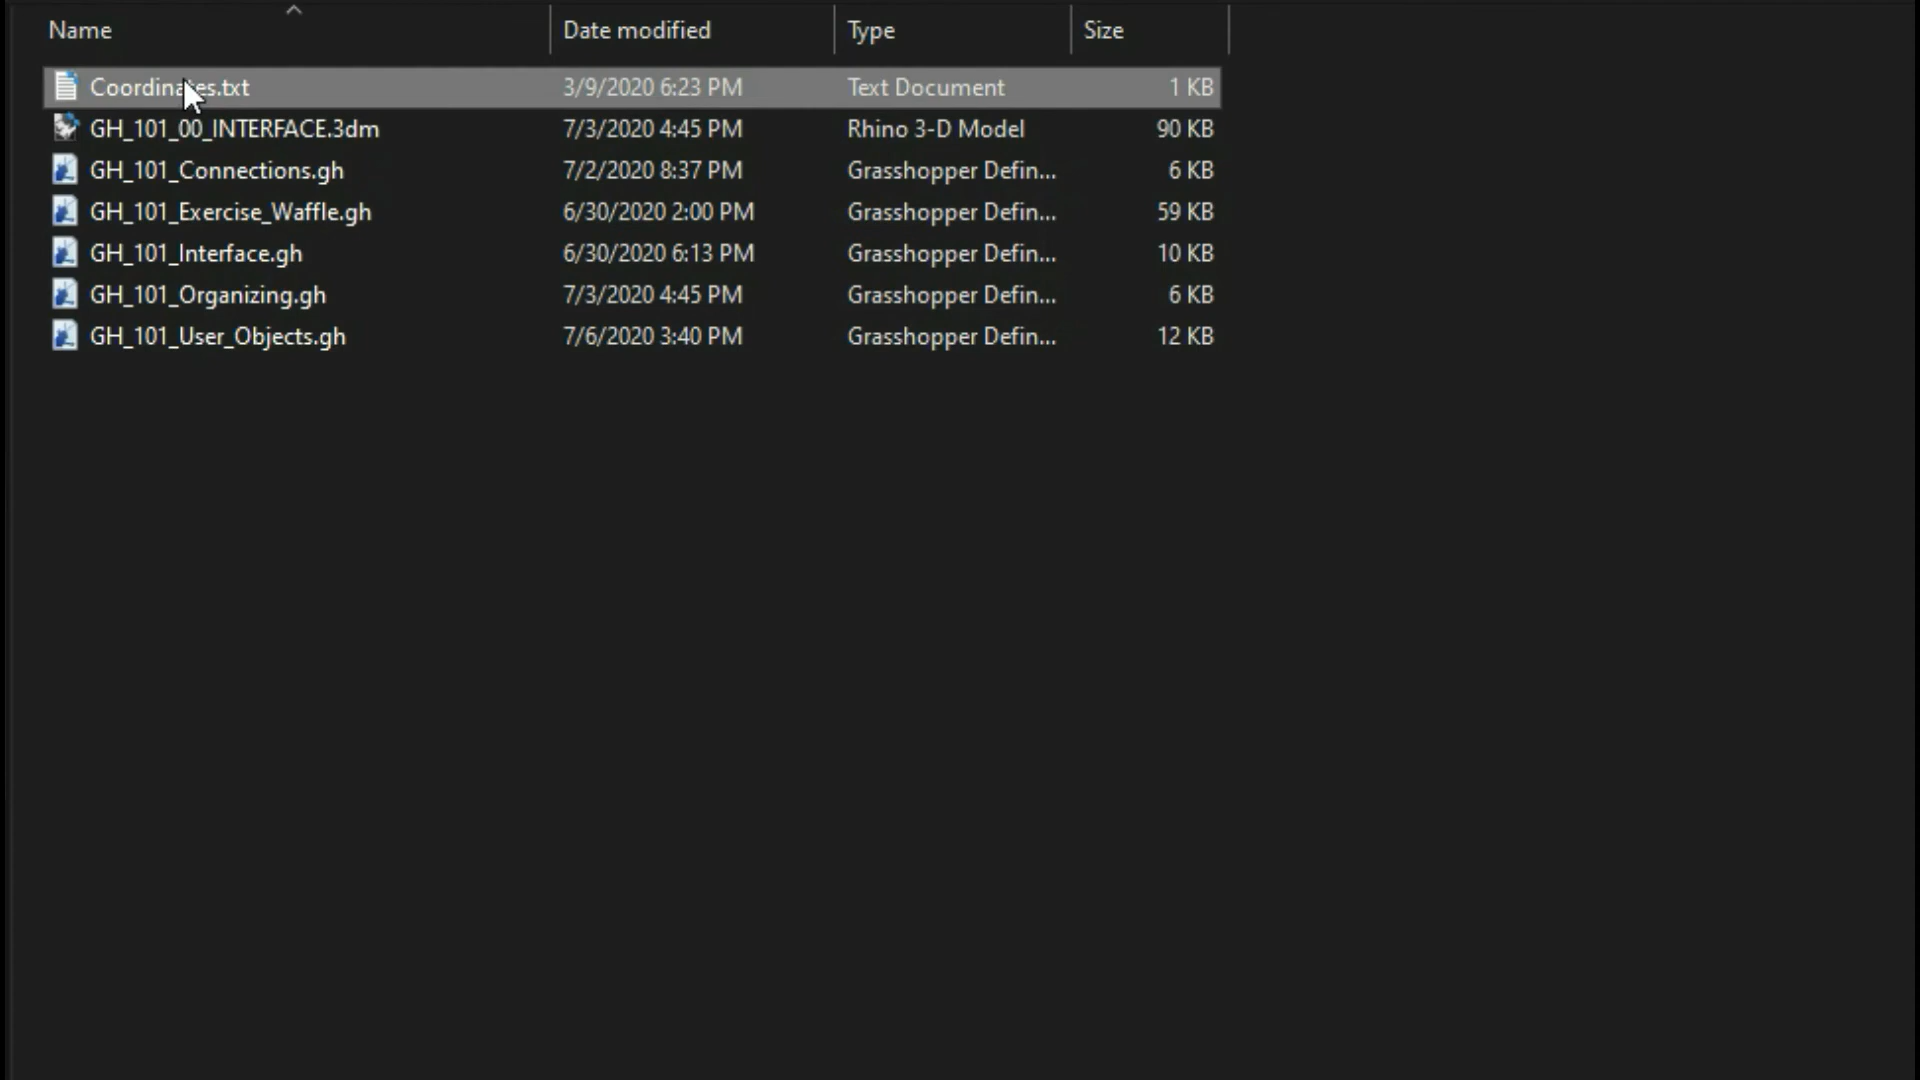 Name Date modified Type Size
Coordinates.txt 3/9/2020 6:23 PM Text Document 1 KB
GH_101_00_INTERFACE.3dm 7/3/2020 4:45 PM Rhino 3-D Model 90 KB
GH_101_Connections.gh 7/2/2020 8:37 PM Grasshopper Defin... 6 KB
GH_101_Exercise_Waffle.gh 6/30/2020 2:00 PM Grasshopper Defin... 59 KB
GH_101_Interface.gh 6/30/2020 6:13 PM Grasshopper Defin... 10 KB
GH_101_Organizing.gh 7/3/2020 4:45 PM Grasshopper Defin... 6 KB
GH_101_User_Objects.gh 7/6/2020 3:40 PM Grasshopper Defin... 12 KB